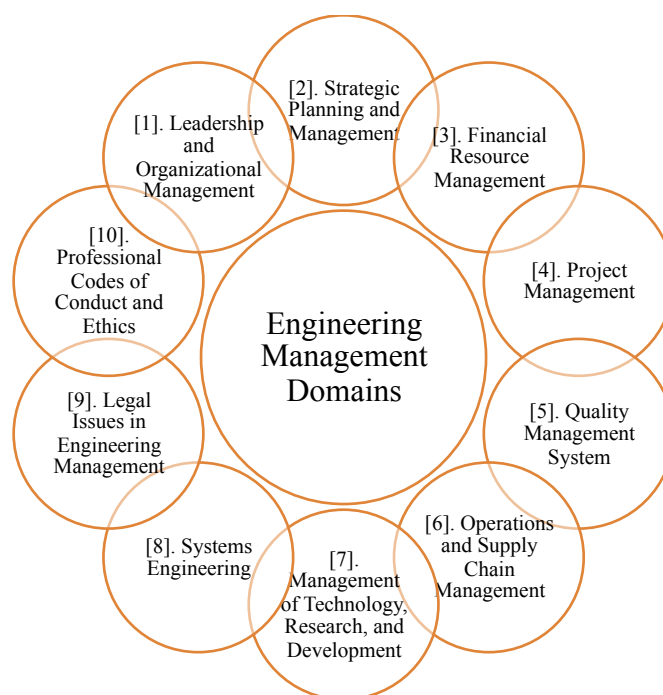 [1]. Leadership
and
Organizational
Management
[2]. Strategic
Planning and
Management
[3]. Financial
Resource
Management
[4]. Project
Management
[5]. Quality
Management
System
[6]. Operations
and Supply
Chain
Management
[7].
Management
of Technology,
Research, and
Development
[8]. Systems
Engineering
[9]. Legal
Issues in
Engineering
Management
[10].
Professional
Codes of
Conduct and
Ethics
Engineering
Management
Domains